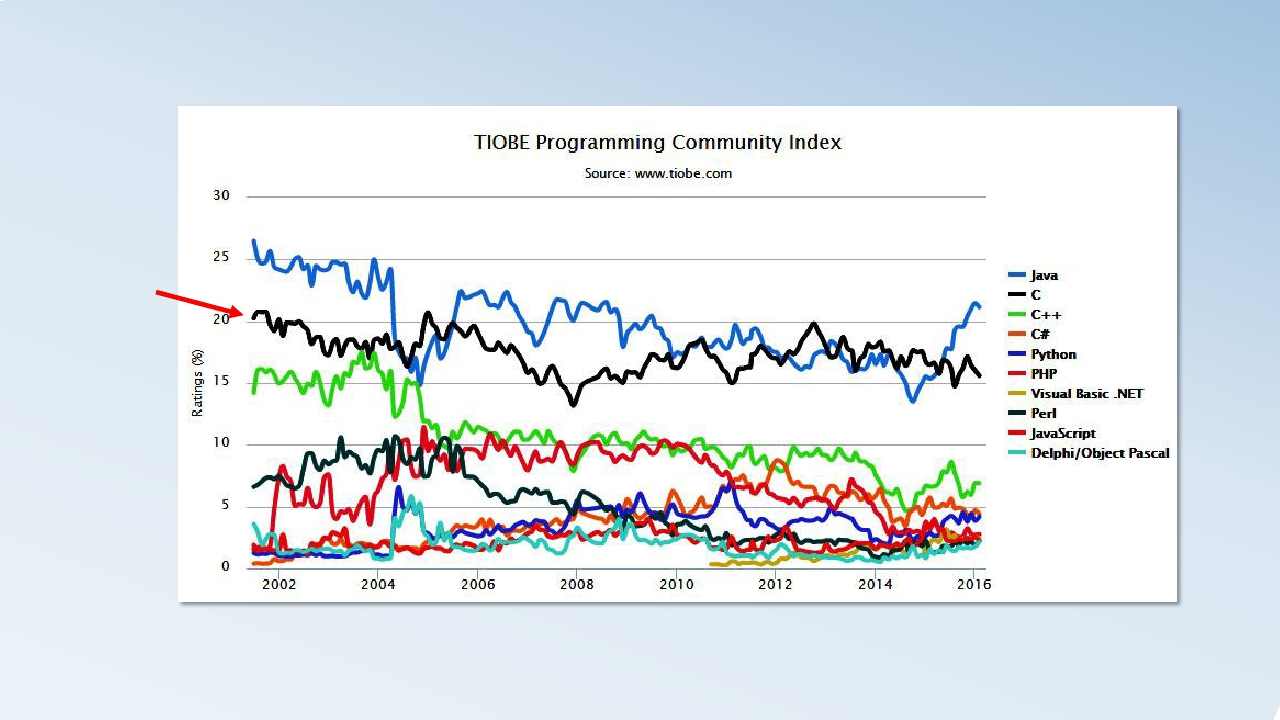 TIOBE Programming Community Index
Source: www.tiobe.com
Ratings (%)
30
25
20
15
10
5
0
2002 2004 2006 2008 2010 2012 2014 2016
Java
C
C++
C#
Python
PHP
Visual Basic .NET
Perl
JavaScript
Delphi/Object Pascal